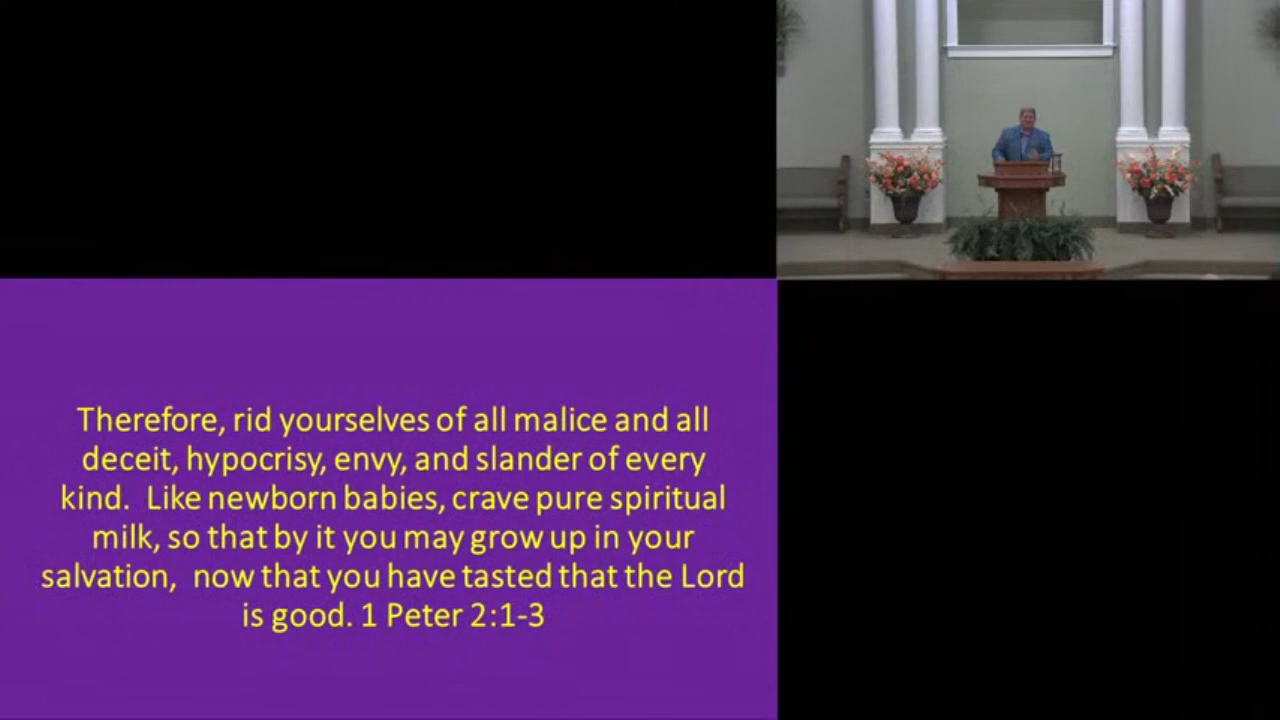 Therefore, rid yourselves of all malice and all
deceit, hypocrisy, envy, and slander of every
kind.  Like newborn babies, crave pure spiritual
milk, so that by it you may grow up in your
salvation,  now that you have tasted that the Lord
is good. 1 Peter 2:1-3